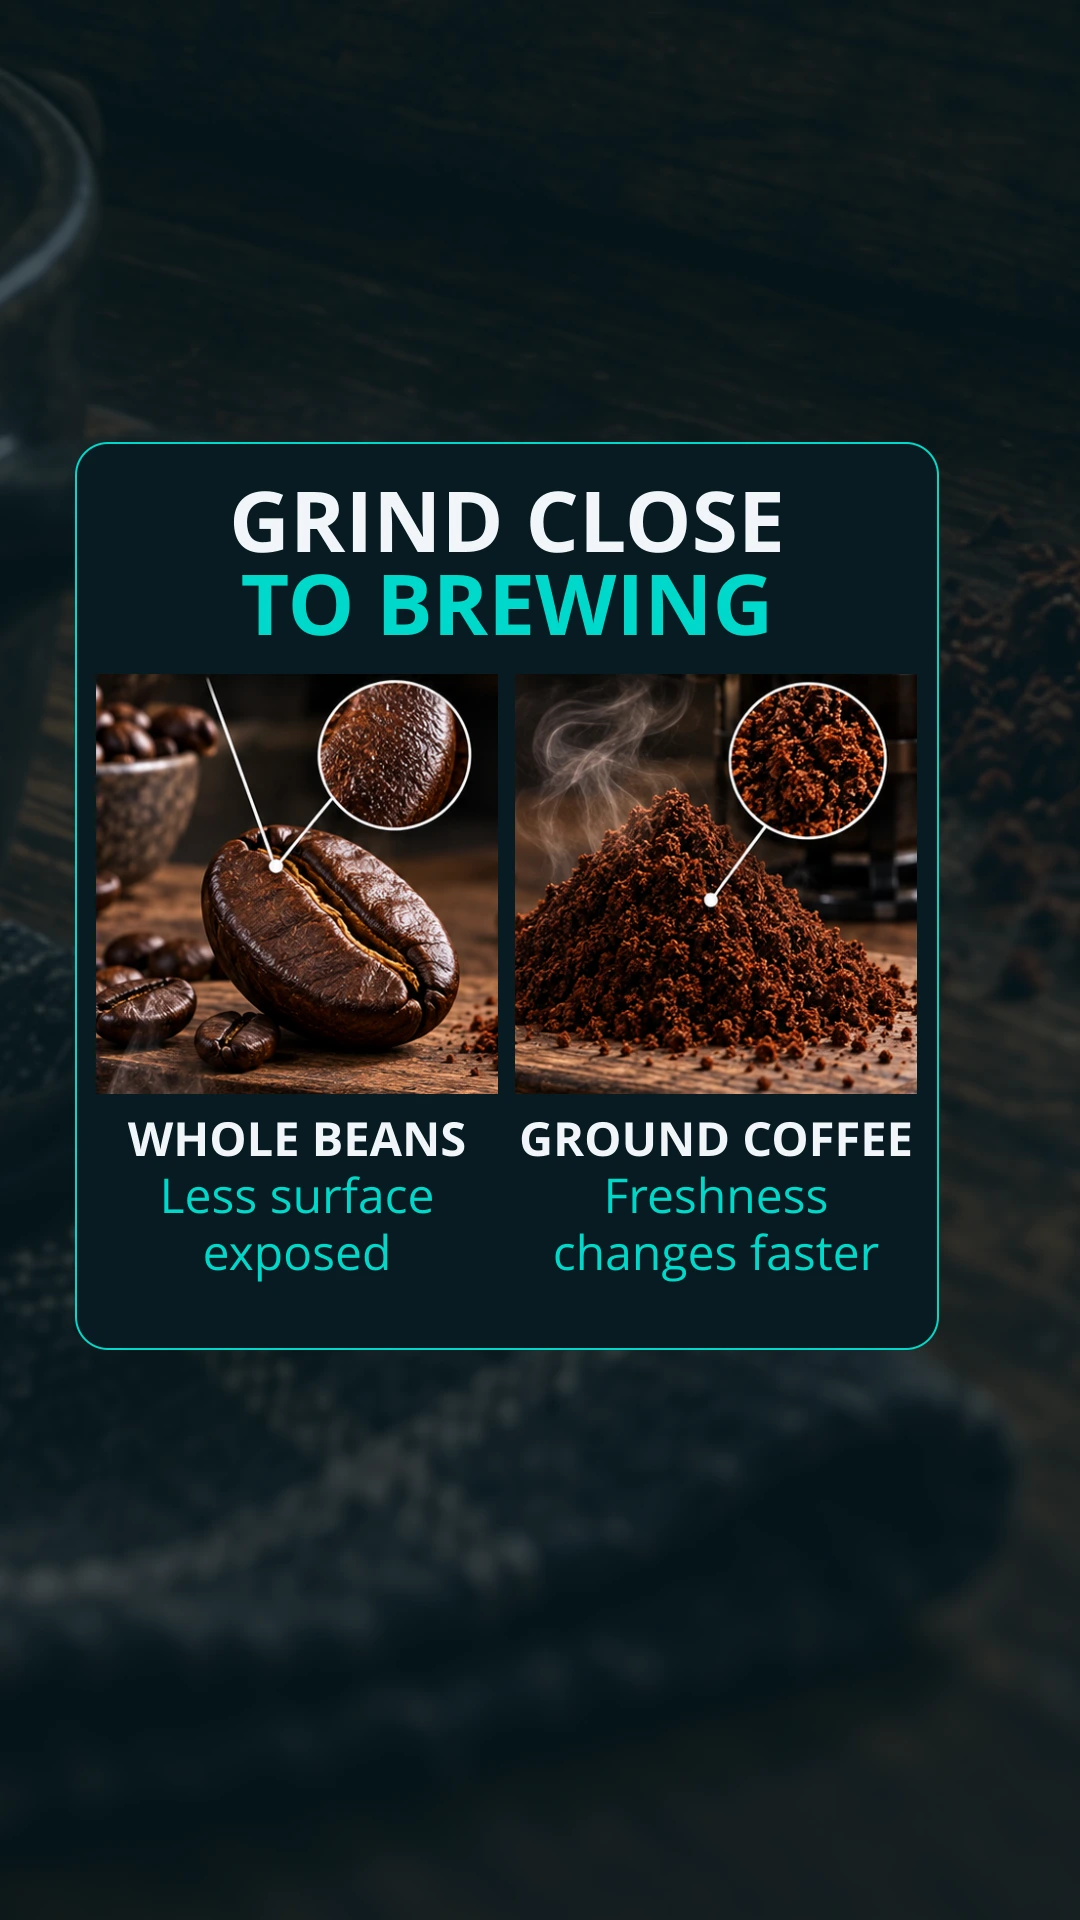 GRIND CLOSE
TO BREWING
WHOLE BEANS
Less surface
exposed
GROUND COFFEE
Freshness
changes faster